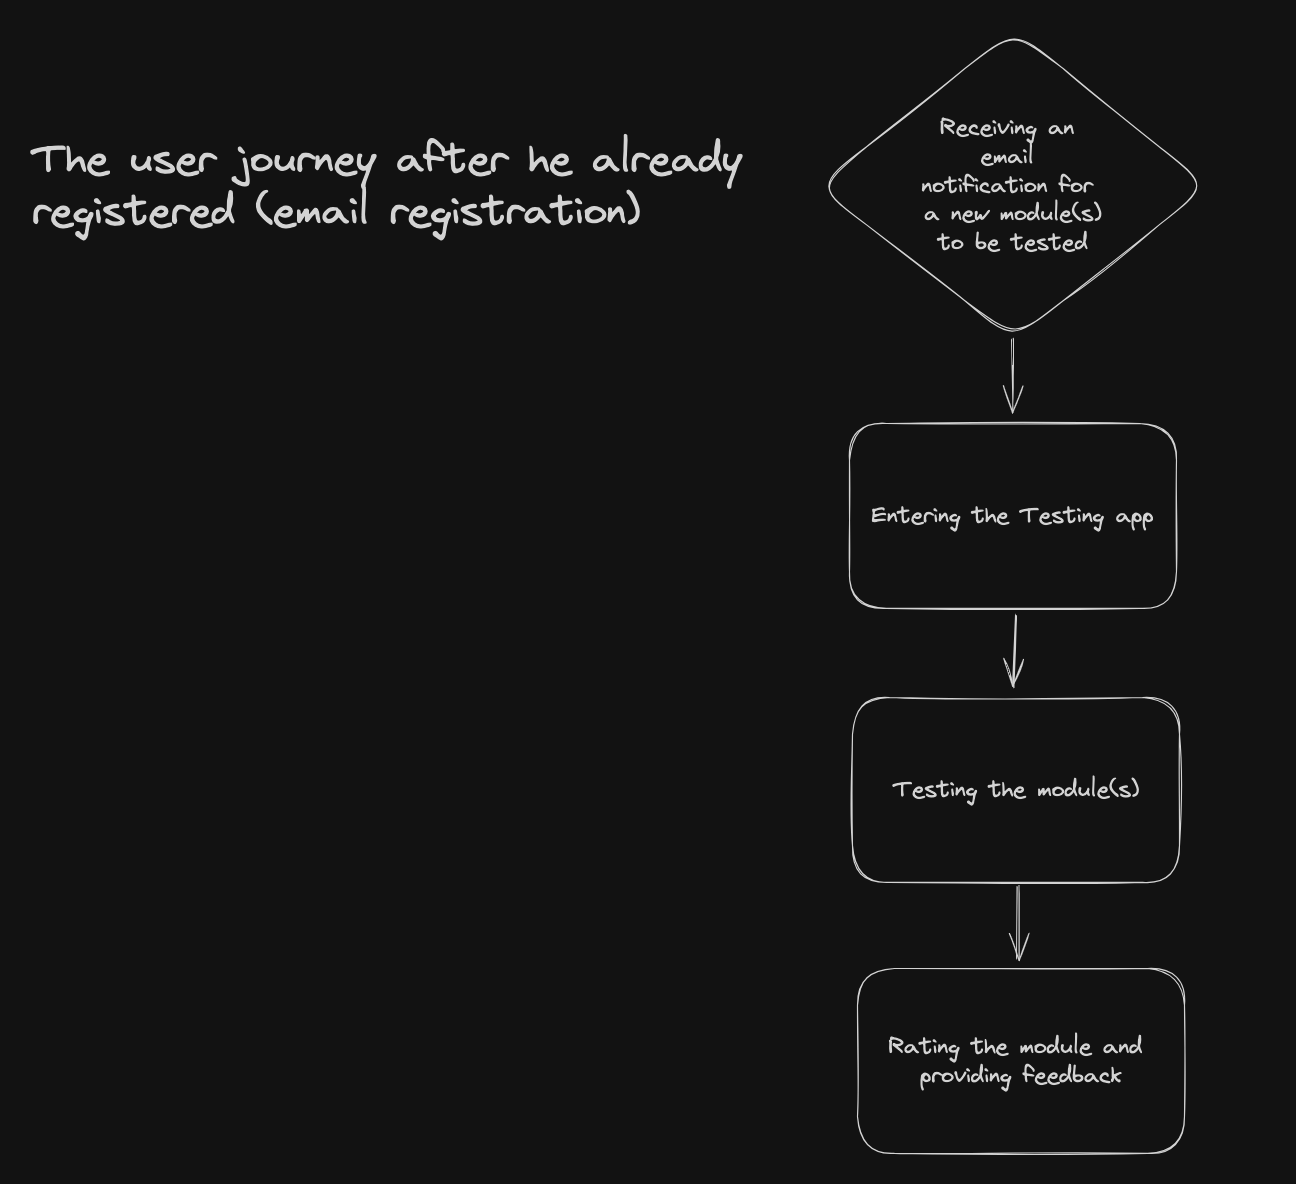 The user journey after he already
registered (email registration)
Receiving an
email
notification for
a new module(s)
to be tested
Entering the Testing app
Testing the module(s)
Rating the module and
providing feedback